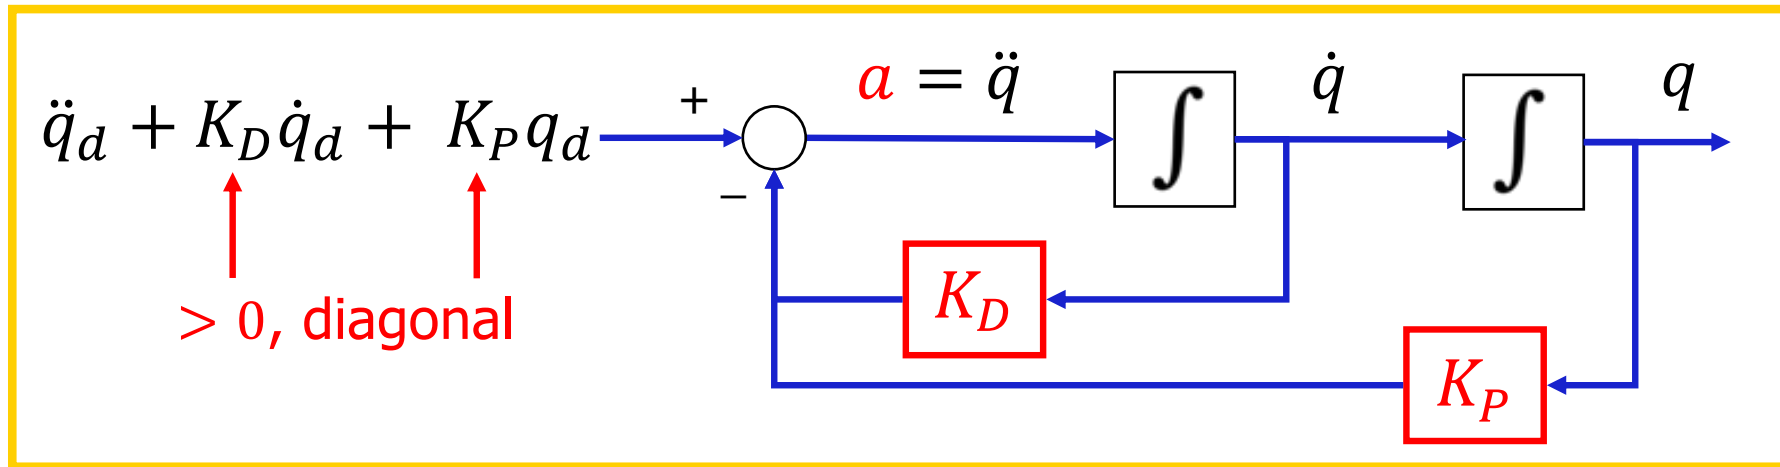 q̈_d + K_D q̇_d + K_P q_d
> 0, diagonal
+
−
a = q̈
∫
q̇
∫
q
K_D
K_P